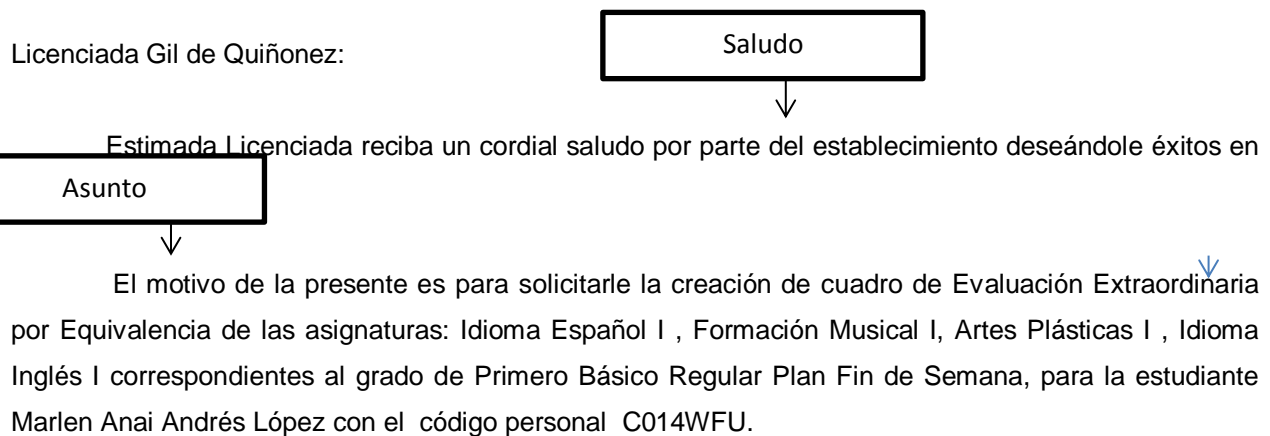 Saludo
Licenciada Gil de Quiñonez:
Estimada Licenciada reciba un cordial saludo por parte del establecimiento deseándole éxitos en
Asunto
El motivo de la presente es para solicitarle la creación de cuadro de Evaluación Extraordinaria
por Equivalencia de las asignaturas: Idioma Español I , Formación Musical I, Artes Plásticas I , Idioma
Inglés I correspondientes al grado de Primero Básico Regular Plan Fin de Semana, para la estudiante
Marlen Anai Andrés López con el código personal C014WFU.